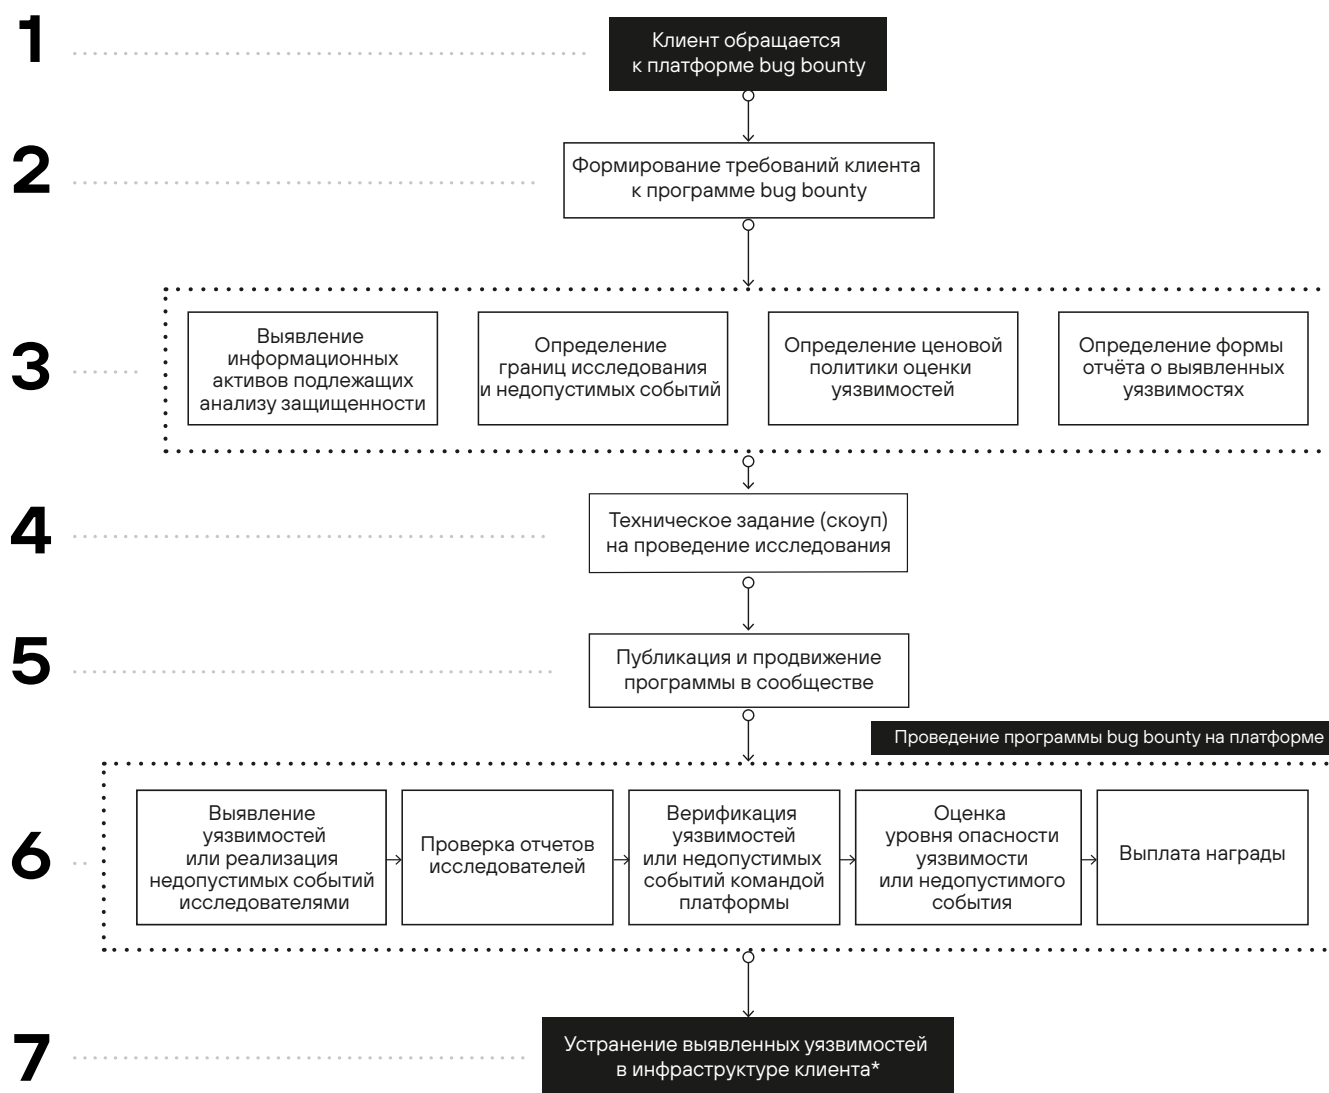 1
Клиент обращается
к платформе bug bounty
2
Формирование требований клиента
к программе bug bounty
3
Выявление
информационных
активов подлежащих
анализу защищенности
Определение
границ исследования
и недопустимых событий
Определение ценовой
политики оценки
уязвимостей
Определение формы
отчёта о выявленных
уязвимостях
4
Техническое задание (скоуп)
на проведение исследования
5
Публикация и продвижение
программы в сообществе
Проведение программы bug bounty на платформе
6
Выявление
уязвимостей
или реализация
недопустимых событий
исследователями
Проверка отчетов
исследователей
Верификация
уязвимостей
или недопустимых
событий командой
платформы
Оценка
уровня опасности
уязвимости
или недопустимого
события
Выплата награды
7
Устранение выявленных уязвимостей
в инфраструктуре клиента*